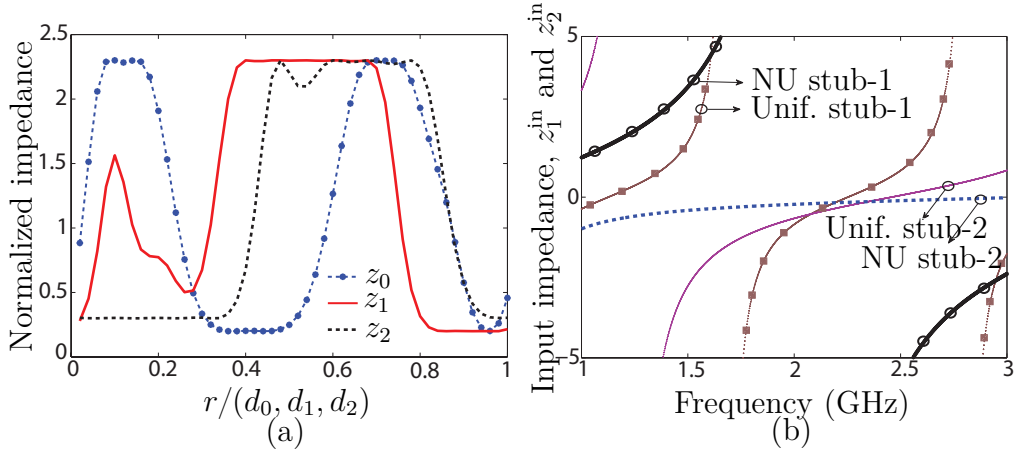 Normalized impedance
2.5
2
1.5
1
0.5
0
0
0.2
0.4
0.6
0.8
1
z₀
z₁
z₂
r/(d₀, d₁, d₂)
(a)
Input impedance, z₁ⁱⁿ and z₂ⁱⁿ
5
0
−5
1
1.5
2
2.5
3
NU stub-1
Unif. stub-1
Unif. stub-2
NU stub-2
Frequency (GHz)
(b)